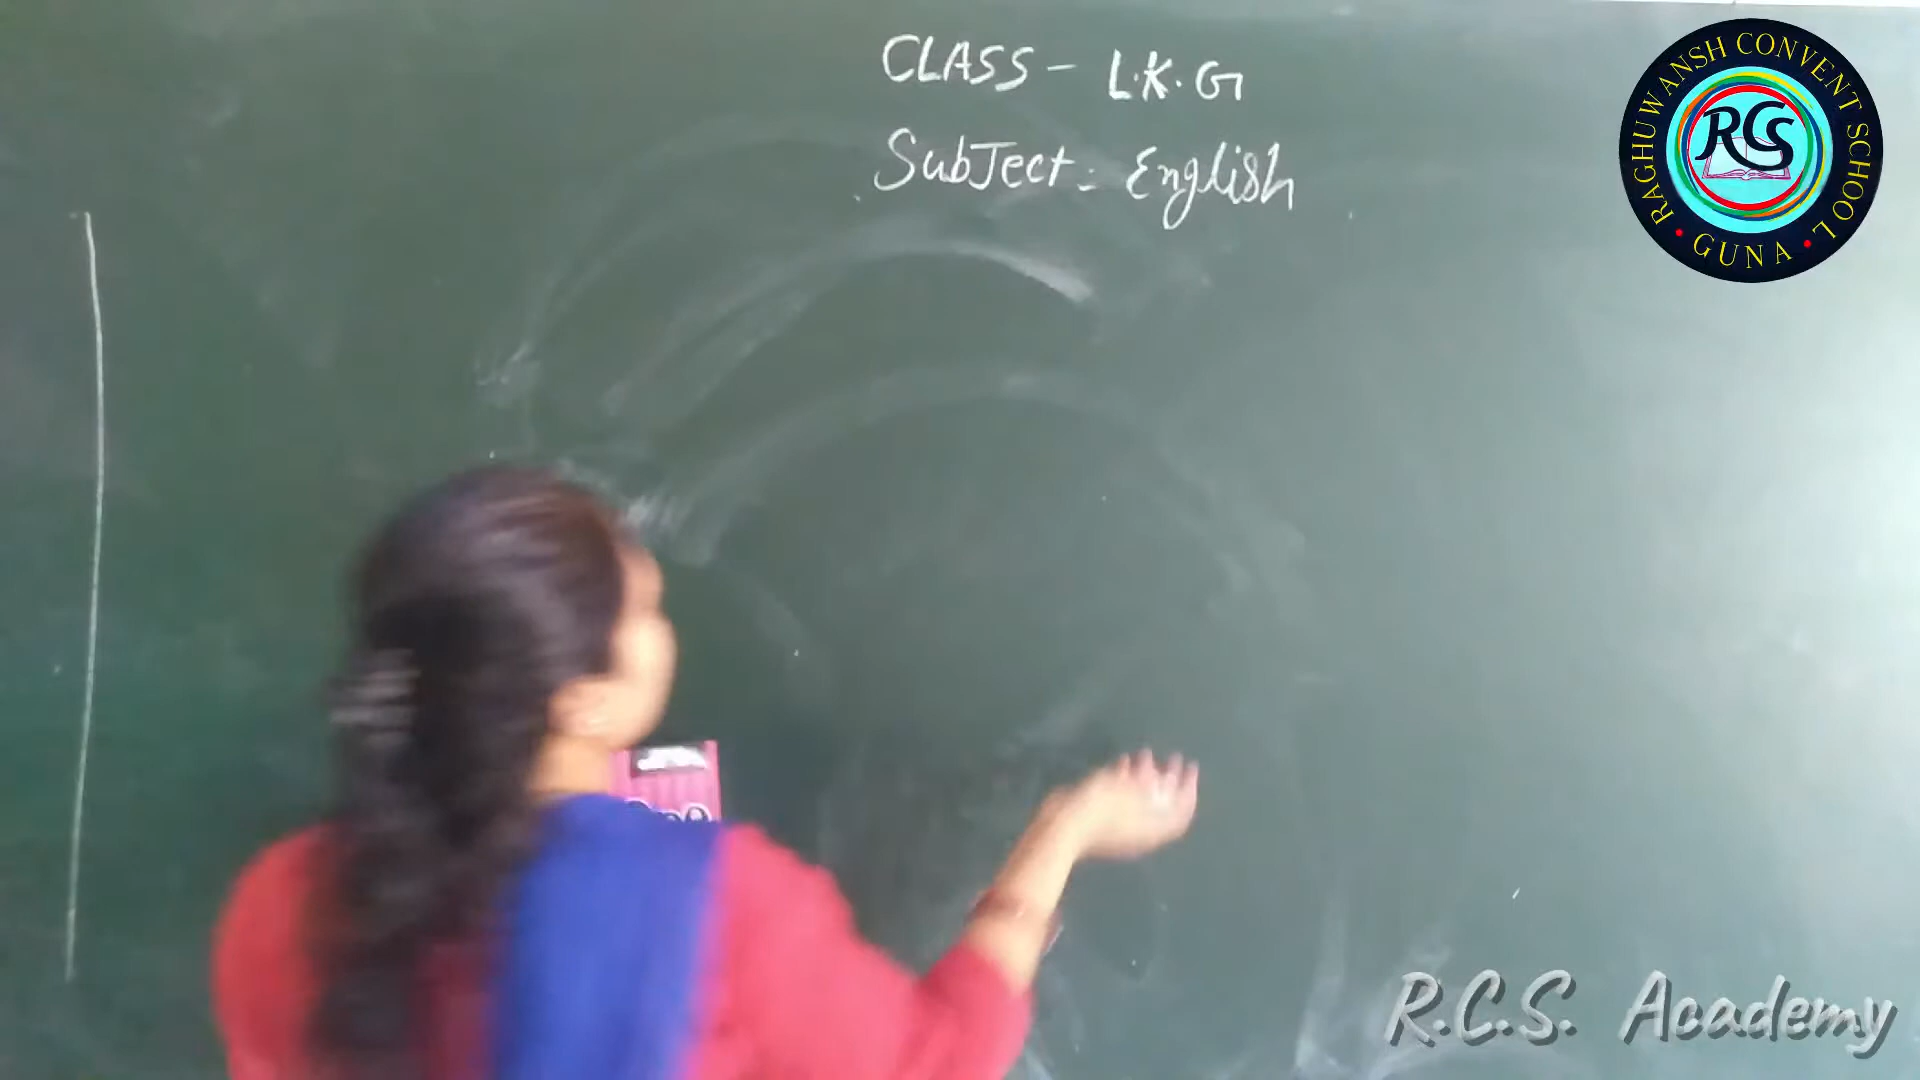 CLASS - L.K.G
SubJect: English
RAGHUWANSH CONVENT SCHOOL
RCS
• GUNA •
R.C.S. Academy